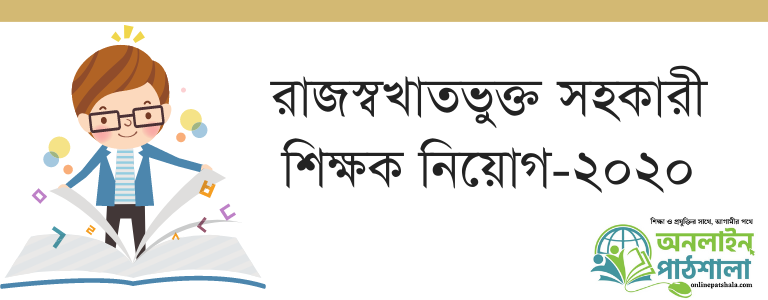 রাজস্বখাতভুক্ত সহকারী
শিক্ষক নিয়োগ-২০২০
শিক্ষা ও প্রযুক্তির সাথে, আগামীর পথে
অনলাইন
পাঠশালা
onlinepatshala.com